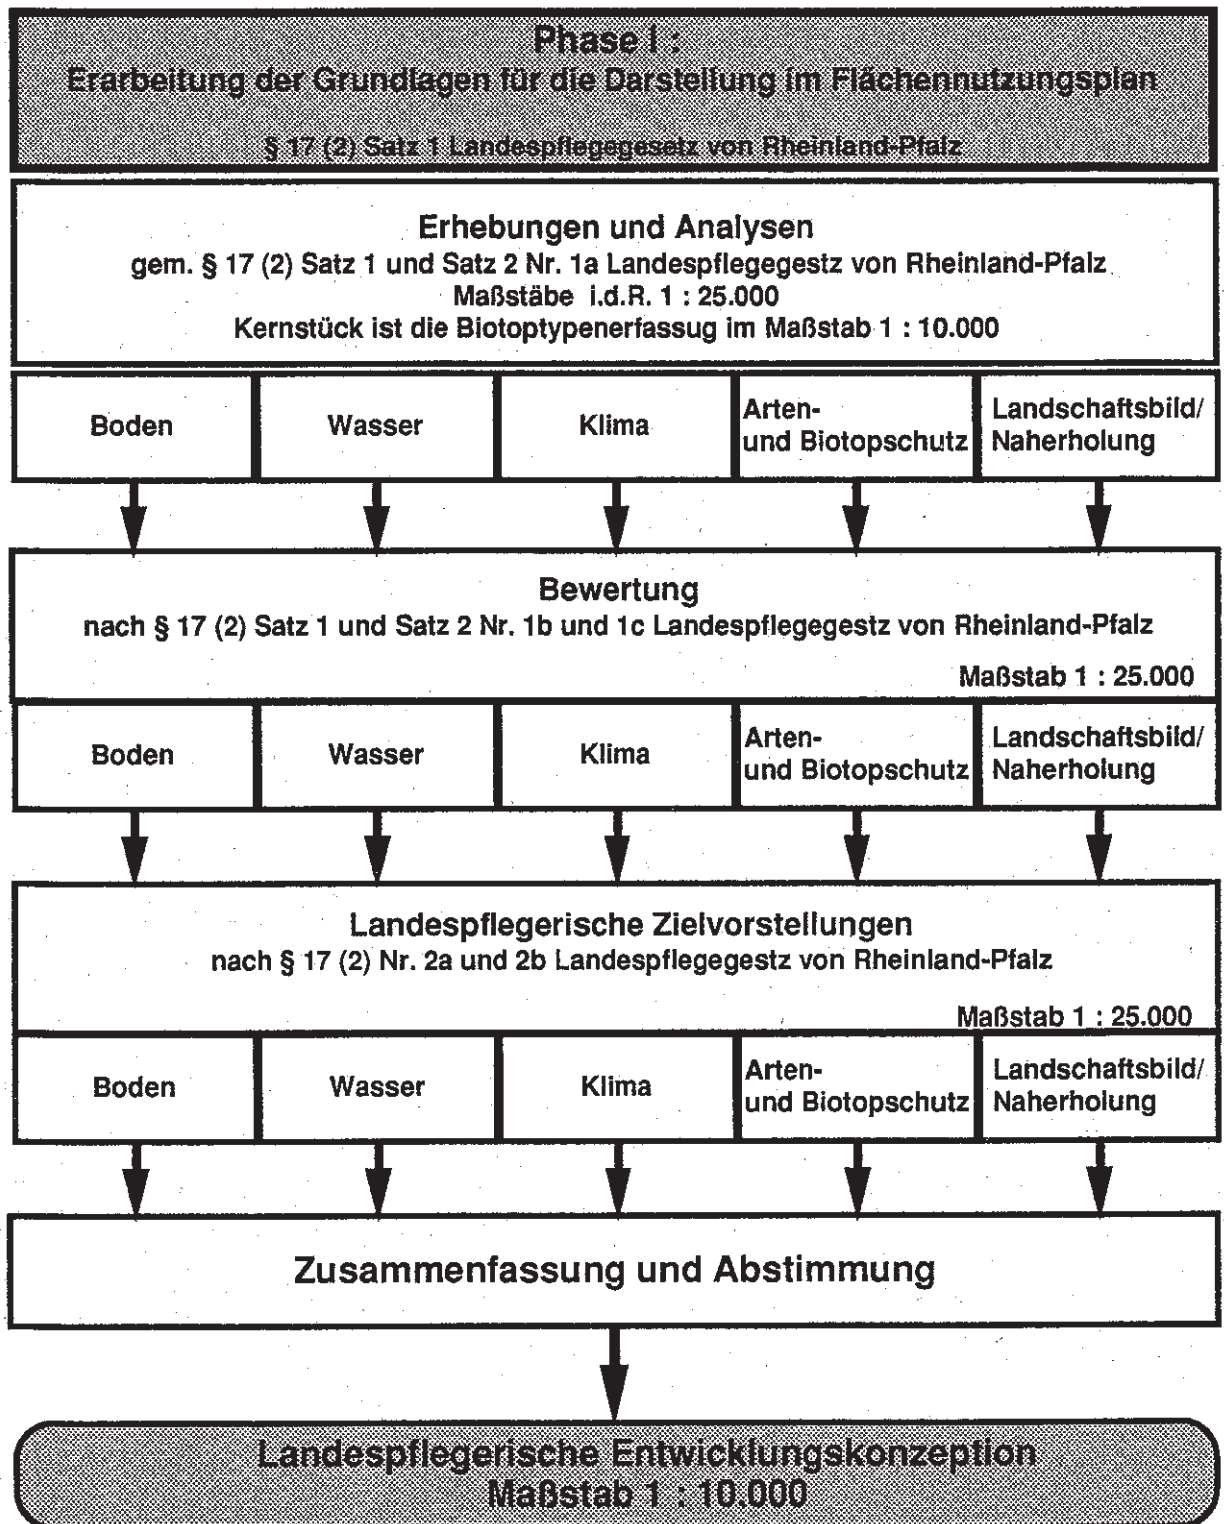 Phase I :
Erarbeitung der Grundlagen für die Darstellung im Flächennutzungsplan
§ 17 (2) Satz 1 Landespflegegesetz von Rheinland-Pfalz
Erhebungen und Analysen
gem. § 17 (2) Satz 1 und Satz 2 Nr. 1a Landespflegegestz von Rheinland-Pfalz
Maßstäbe i.d.R. 1 : 25.000
Kernstück ist die Biotoptypenerfassug im Maßstab 1 : 10.000
Boden
Wasser
Klima
Arten-
und Biotopschutz
Landschaftsbild/
Naherholung
Bewertung
nach § 17 (2) Satz 1 und Satz 2 Nr. 1b und 1c Landespflegegestz von Rheinland-Pfalz
Maßstab 1 : 25.000
Boden
Wasser
Klima
Arten-
und Biotopschutz
Landschaftsbild/
Naherholung
Landespflegerische Zielvorstellungen
nach § 17 (2) Nr. 2a und 2b Landespflegegestz von Rheinland-Pfalz
Maßstab 1 : 25.000
Boden
Wasser
Klima
Arten-
und Biotopschutz
Landschaftsbild/
Naherholung
Zusammenfassung und Abstimmung
Landespflegerische Entwicklungskonzeption
Maßstab 1 : 10.000